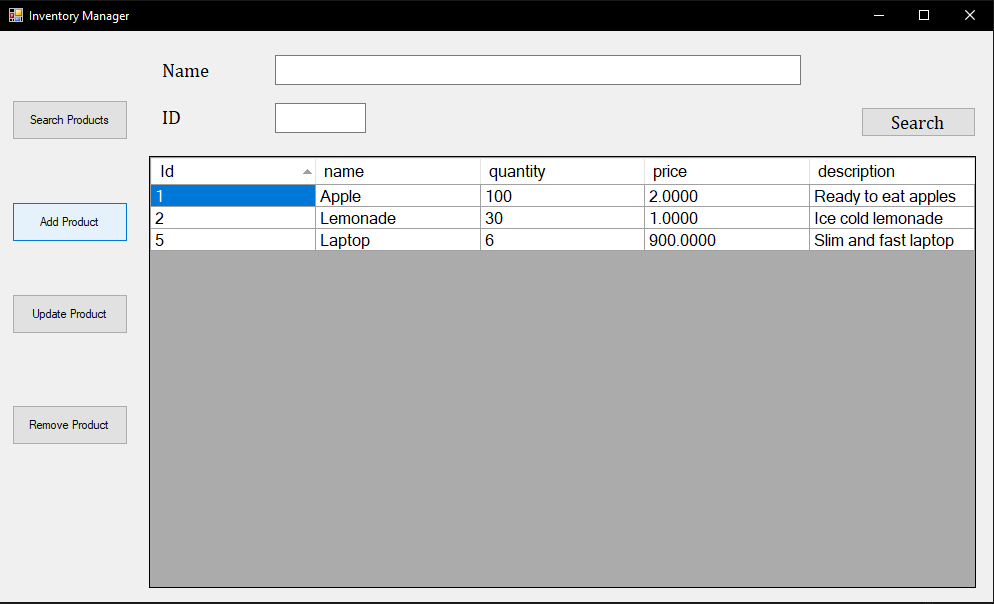 Inventory Manager
Name
Search Products
ID
Search
Id name quantity price description
1 Apple 100 2.0000 Ready to eat apples
Add Product
2 Lemonade 30 1.0000 Ice cold lemonade
5 Laptop 6 900.0000 Slim and fast laptop
Update Product
Remove Product